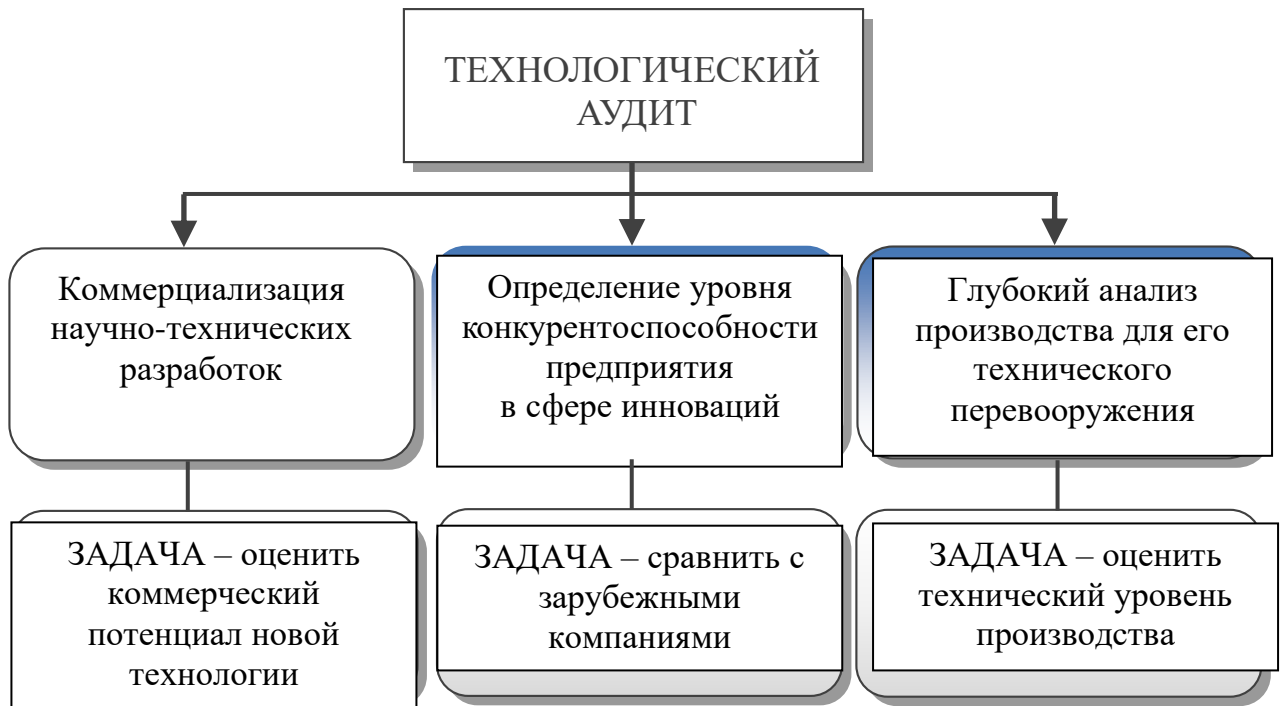 ТЕХНОЛОГИЧЕСКИЙ
АУДИТ
Коммерциализация
научно-технических
разработок
Определение уровня
конкурентоспособности
предприятия
в сфере инноваций
Глубокий анализ
производства для его
технического
перевооружения
ЗАДАЧА – оценить
коммерческий
потенциал новой
технологии
ЗАДАЧА – сравнить с
зарубежными
компаниями
ЗАДАЧА – оценить
технический уровень
производства